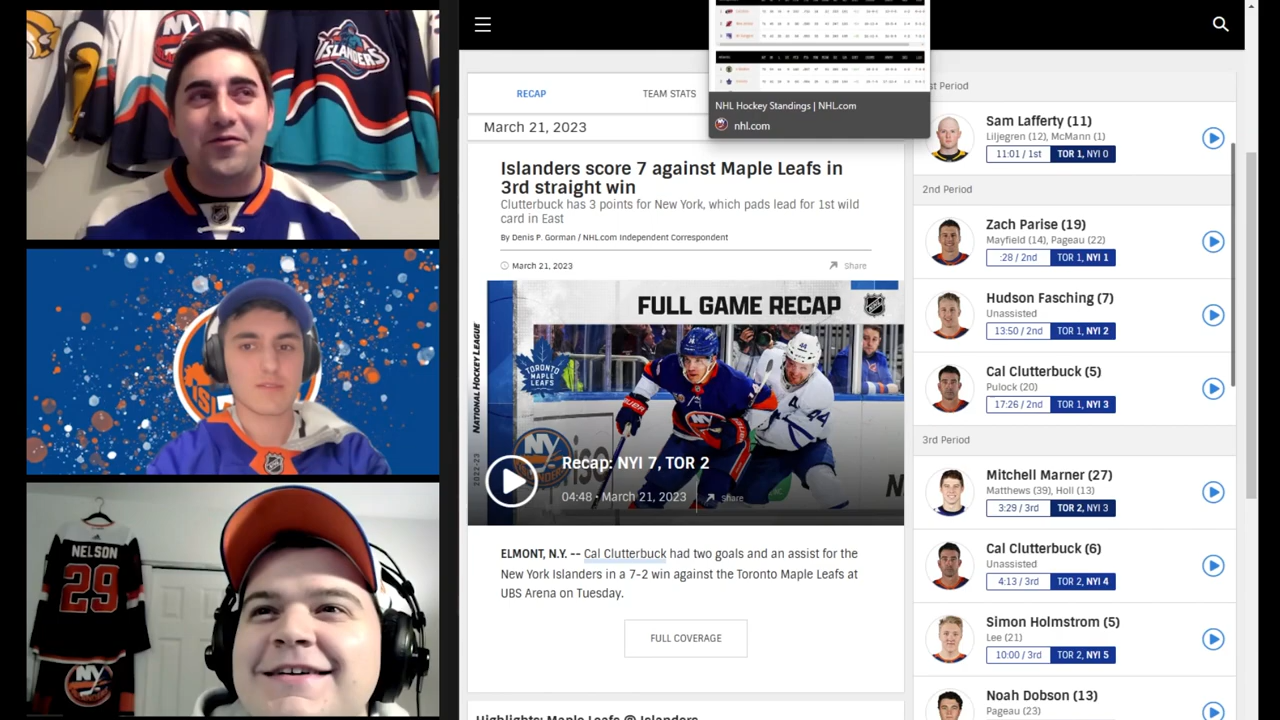 ISLANDERS
NELSON
29
NY
RECAP
TEAM STATS
NHL Hockey Standings | NHL.com
nhl.com
March 21, 2023
Islanders score 7 against Maple Leafs in
3rd straight win
Clutterbuck has 3 points for New York, which pads lead for 1st wild
card in East
By Denis P. Gorman / NHL.com Independent Correspondent
March 21, 2023
Share
NATIONAL HOCKEY LEAGUE
2022-23
FULL GAME RECAP
NHL
TORONTO
MAPLE
LEAFS
NY
44
Recap: NYI 7, TOR 2
04:48 · March 21, 2023
Share
ELMONT, N.Y. -- Cal Clutterbuck had two goals and an assist for the
New York Islanders in a 7-2 win against the Toronto Maple Leafs at
UBS Arena on Tuesday.
FULL COVERAGE
Highlights: Maple Leafs @ Islanders
st Period
Sam Lafferty (11)
Liljegren (12), McMann (1)
11:01 / 1st TOR 1, NYI 0
2nd Period
Zach Parise (19)
Mayfield (14), Pageau (22)
:28 / 2nd TOR 1, NYI 1
Hudson Fasching (7)
Unassisted
13:50 / 2nd TOR 1, NYI 2
Cal Clutterbuck (5)
Pulock (20)
17:26 / 2nd TOR 1, NYI 3
3rd Period
Mitchell Marner (27)
Matthews (39), Holl (13)
3:29 / 3rd TOR 2, NYI 3
Cal Clutterbuck (6)
Unassisted
4:13 / 3rd TOR 2, NYI 4
Simon Holmstrom (5)
Lee (21)
10:00 / 3rd TOR 2, NYI 5
Noah Dobson (13)
Pageau (23)